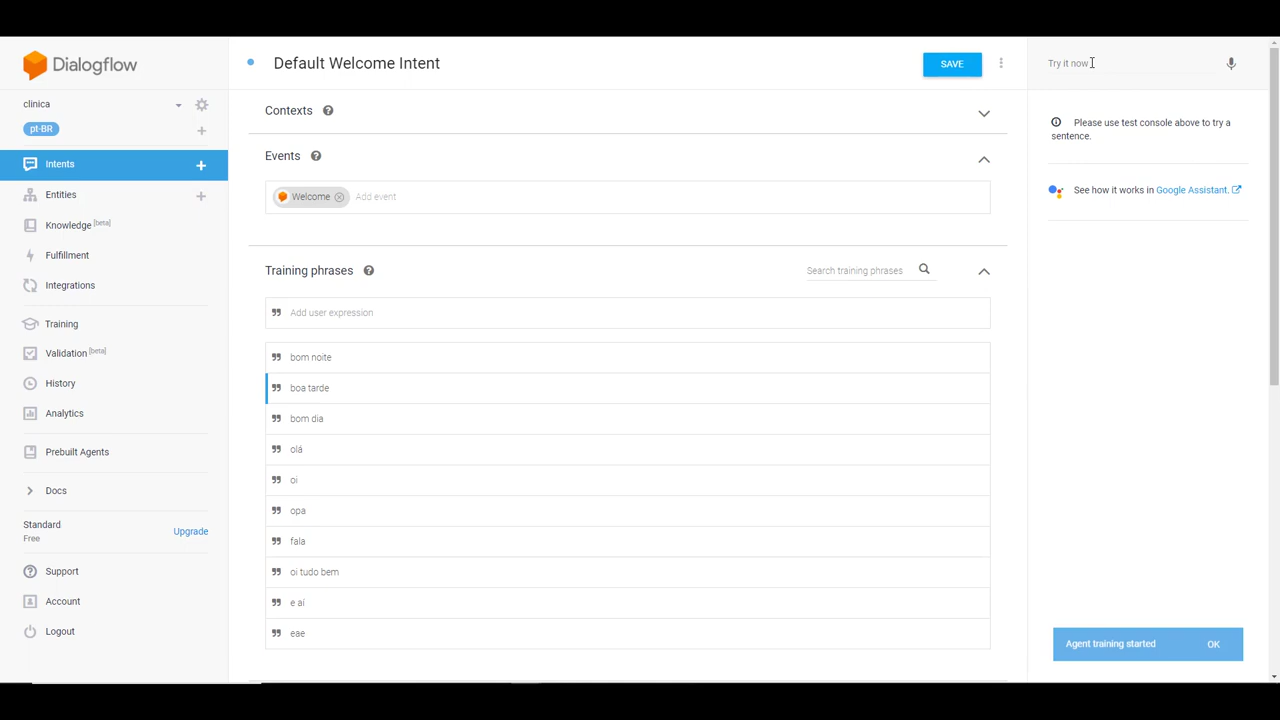 Dialogflow
clinica
pt-BR
Intents
Entities
Knowledge [beta]
Fulfillment
Integrations
Training
Validation [beta]
History
Analytics
Prebuilt Agents
Docs
Standard
Free
Upgrade
Support
Account
Logout
Default Welcome Intent
SAVE
Contexts
Events
Welcome
Add event
Training phrases
Search training phrases
Add user expression
bom noite
boa tarde
bom dia
olá
oi
opa
fala
oi tudo bem
e aí
eae
Try it now
Please use test console above to try a
sentence.
See how it works in Google Assistant.
Agent training started
OK